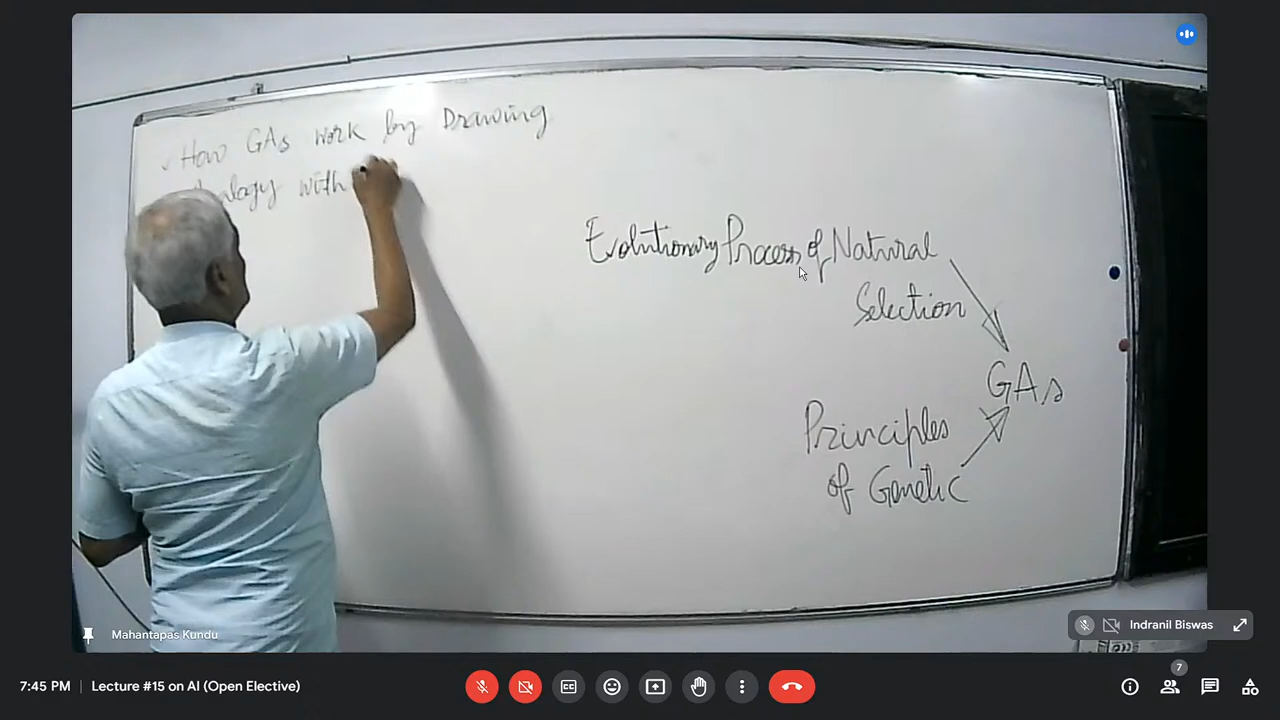 How GAs work by Drawing
with
Evolutionary Process of Natural
Selection
GAs
Principles
of Genetic
Mahantapas Kundu
Indranil Biswas
7:45 PM | Lecture #15 on AI (Open Elective)
7